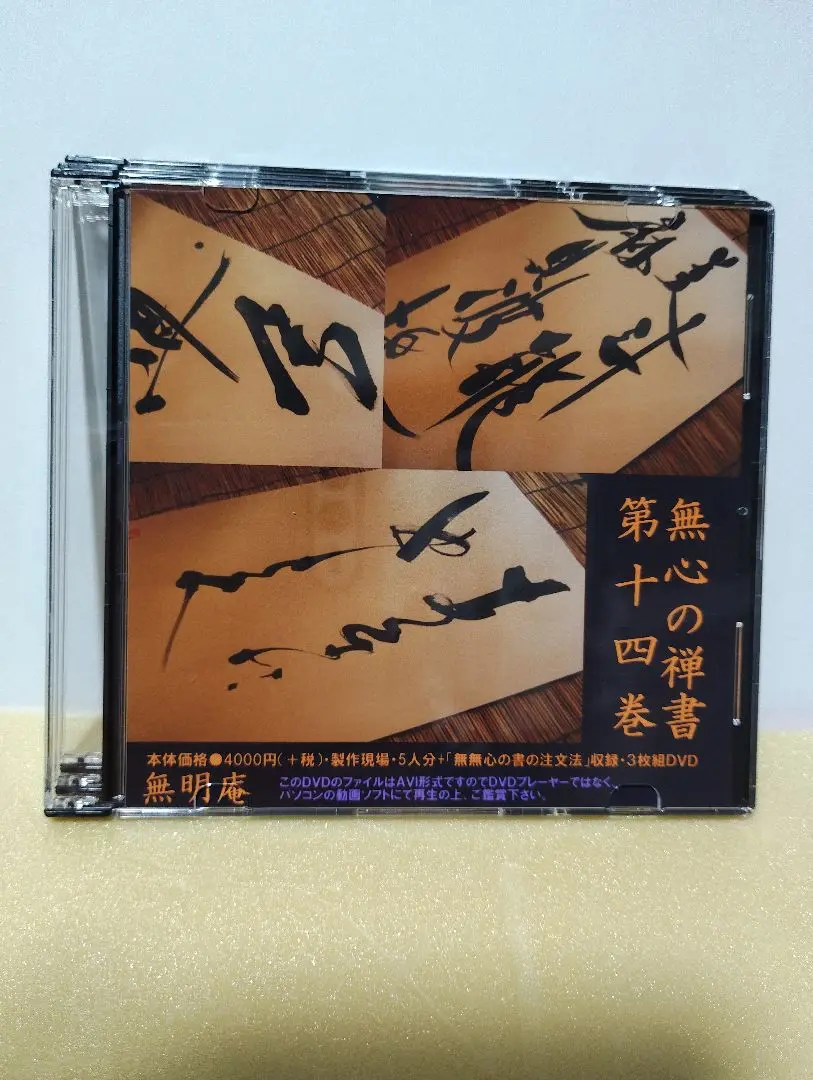 無心の禅書
第十四巻
本体価格●4000円(+税)・製作現場・5人分+「無無心の書の注文法」収録・3枚組DVD
無明庵
このDVDのファイルはAVI形式ですのでDVDプレーヤーではなく、
パソコンの動画ソフトにて再生の上、ご鑑賞下さい。